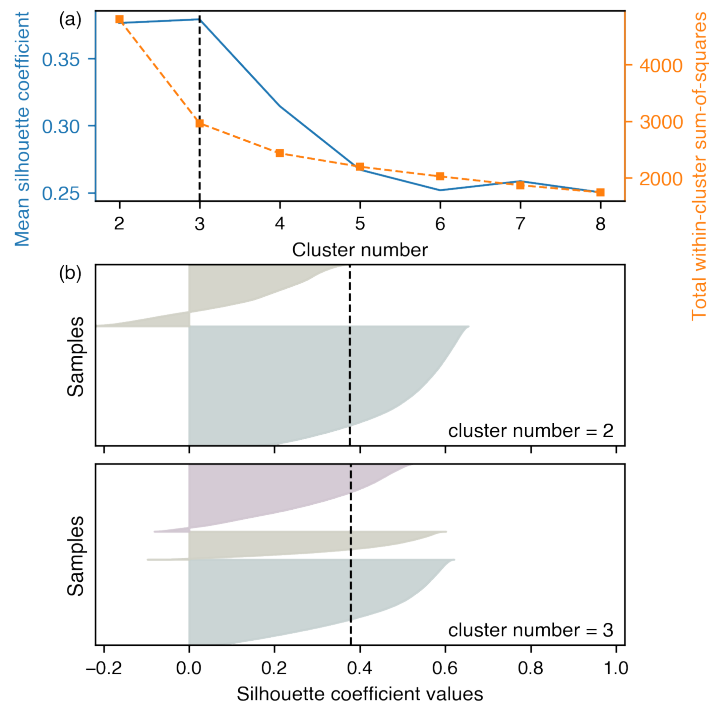 (a)
Mean silhouette coefficient
0.35
0.30
0.25
4000
3000
2000
Total within-cluster sum-of-squares
2 3 4 5 6 7 8
Cluster number
(b)
Samples
cluster number = 2
Samples
cluster number = 3
−0.2 0.0 0.2 0.4 0.6 0.8 1.0
Silhouette coefficient values